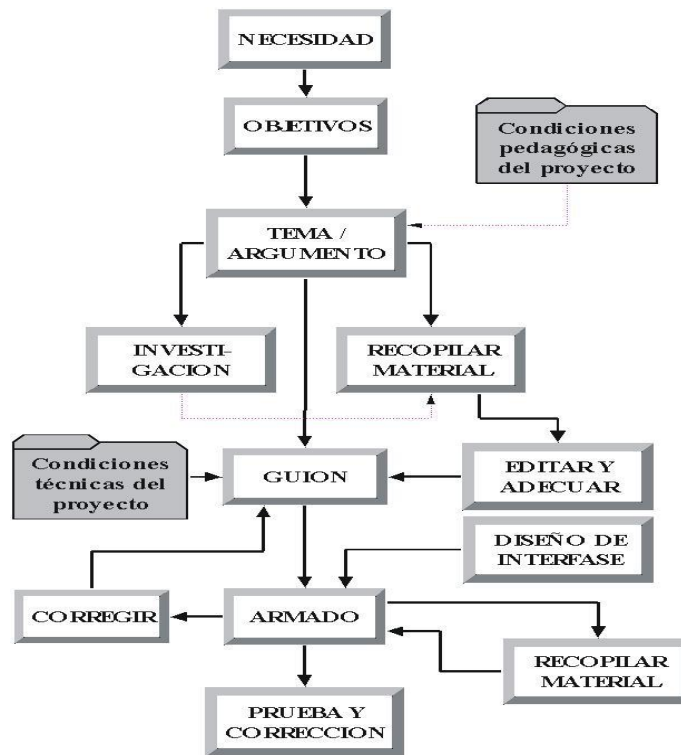 NECESIDAD
OBJETIVOS
Condiciones
pedagógicas
del proyecto
TEMA /
ARGUMENTO
INVESTI-
GACION
RECOPILAR
MATERIAL
Condiciones
técnicas del
proyecto
GUION
EDITAR Y
ADECUAR
DISEÑO DE
INTERFASE
CORREGIR
ARMADO
RECOPILAR
MATERIAL
PRUEBA Y
CORRECCION